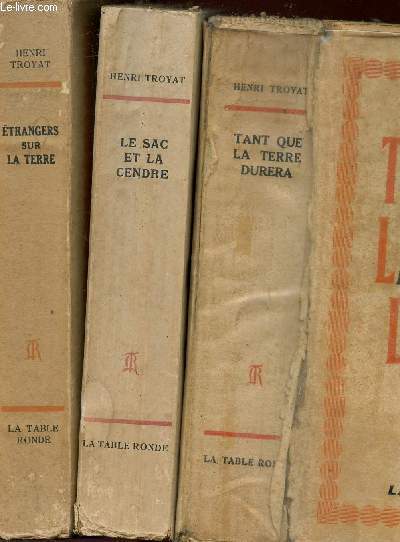 Le-livre.com
HENRI
TROYAT
ÉTRANGERS
SUR
LA TERRE
LA TABLE
RONDE
HENRI TROYAT
LE SAC
ET LA
CENDRE
LA TABLE RONDE
HENRI TROYAT
TANT QUE
LA TERRE
DURERA
LA TABLE